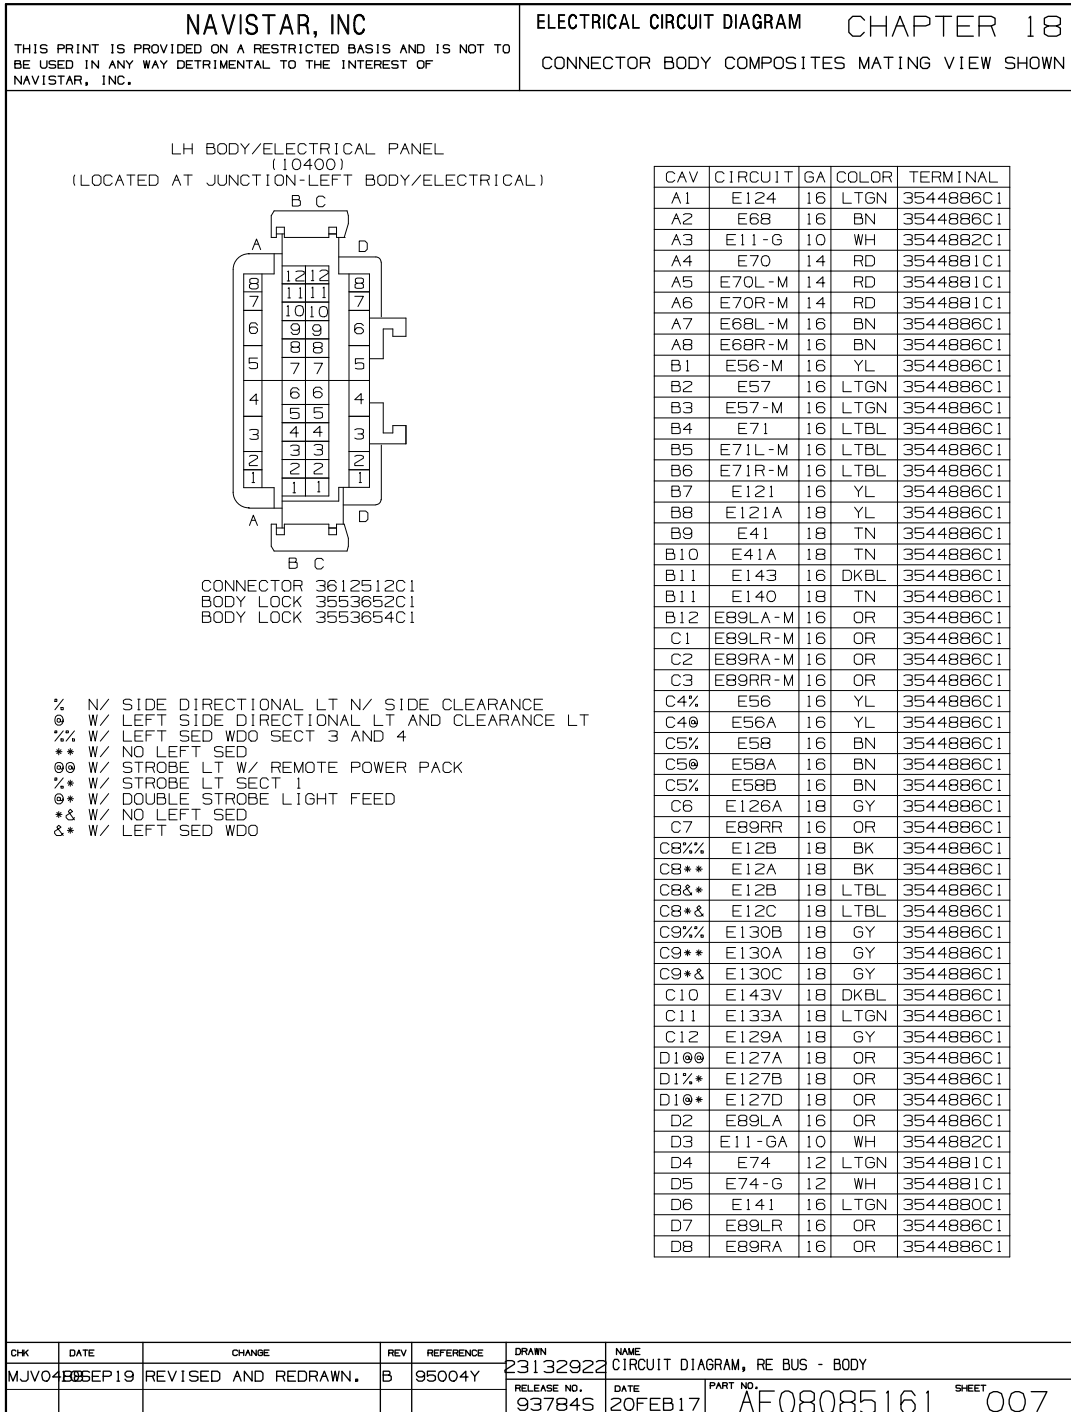 NAVISTAR, INC
THIS PRINT IS PROVIDED ON A RESTRICTED BASIS AND IS NOT TO
BE USED IN ANY WAY DETRIMENTAL TO THE INTEREST OF
NAVISTAR, INC.
ELECTRICAL CIRCUIT DIAGRAM CHAPTER 18
CONNECTOR BODY COMPOSITES MATING VIEW SHOWN
LH BODY/ELECTRICAL PANEL
(10400)
(LOCATED AT JUNCTION-LEFT BODY/ELECTRICAL)
B C
A D
8 12 12 8
7 11 11 7
10 10
6 9 9 6
8 8
5 7 7 5
4 6 6 4
5 5
3 4 4 3
3 3
2 2 2 2
1 1 1 1
A D
B C
CONNECTOR 3612512C1
BODY LOCK 3553652C1
BODY LOCK 3553654C1
% N/ SIDE DIRECTIONAL LT N/ SIDE CLEARANCE
@ W/ LEFT SIDE DIRECTIONAL LT AND CLEARANCE LT
%% W/ LEFT SED WDO SECT 3 AND 4
** W/ NO LEFT SED
@@ W/ STROBE LT W/ REMOTE POWER PACK
%* W/ STROBE LT SECT 1
@* W/ DOUBLE STROBE LIGHT FEED
*& W/ NO LEFT SED
&* W/ LEFT SED WDO
CAV CIRCUIT GA COLOR TERMINAL
A1 E124 16 LTGN 3544886C1
A2 E68 16 BN 3544886C1
A3 E11-G 10 WH 3544882C1
A4 E70 14 RD 3544881C1
A5 E70L-M 14 RD 3544881C1
A6 E70R-M 14 RD 3544881C1
A7 E68L-M 16 BN 3544886C1
A8 E68R-M 16 BN 3544886C1
B1 E56-M 16 YL 3544886C1
B2 E57 16 LTGN 3544886C1
B3 E57-M 16 LTGN 3544886C1
B4 E71 16 LTBL 3544886C1
B5 E71L-M 16 LTBL 3544886C1
B6 E71R-M 16 LTBL 3544886C1
B7 E121 16 YL 3544886C1
B8 E121A 18 YL 3544886C1
B9 E41 18 TN 3544886C1
B10 E41A 18 TN 3544886C1
B11 E143 16 DKBL 3544886C1
B11 E140 18 TN 3544886C1
B12 E89LA-M 16 OR 3544886C1
C1 E89LR-M 16 OR 3544886C1
C2 E89RA-M 16 OR 3544886C1
C3 E89RR-M 16 OR 3544886C1
C4% E56 16 YL 3544886C1
C4@ E56A 16 YL 3544886C1
C5% E58 16 BN 3544886C1
C5@ E58A 16 BN 3544886C1
C5% E58B 16 BN 3544886C1
C6 E126A 18 GY 3544886C1
C7 E89RR 16 OR 3544886C1
C8%% E12B 18 BK 3544886C1
C8** E12A 18 BK 3544886C1
C8&* E12B 18 LTBL 3544886C1
C8*& E12C 18 LTBL 3544886C1
C9%% E130B 18 GY 3544886C1
C9** E130A 18 GY 3544886C1
C9*& E130C 18 GY 3544886C1
C10 E143V 18 DKBL 3544886C1
C11 E133A 18 LTGN 3544886C1
C12 E129A 18 GY 3544886C1
D1@@ E127A 18 OR 3544886C1
D1%* E127B 18 OR 3544886C1
D1@* E127D 18 OR 3544886C1
D2 E89LA 16 OR 3544886C1
D3 E11-GA 10 WH 3544882C1
D4 E74 12 LTGN 3544881C1
D5 E74-G 12 WH 3544881C1
D6 E141 16 LTGN 3544880C1
D7 E89LR 16 OR 3544886C1
D8 E89RA 16 OR 3544886C1
CHK DATE CHANGE REV REFERENCE
SEP19 REVISED AND REDRAWN. B 95004Y
DRAWN 23132922
NAME CIRCUIT DIAGRAM, RE BUS - BODY
RELEASE NO. 93784S
DATE 20FEB17
PART NO. AF08085161
SHEET 007